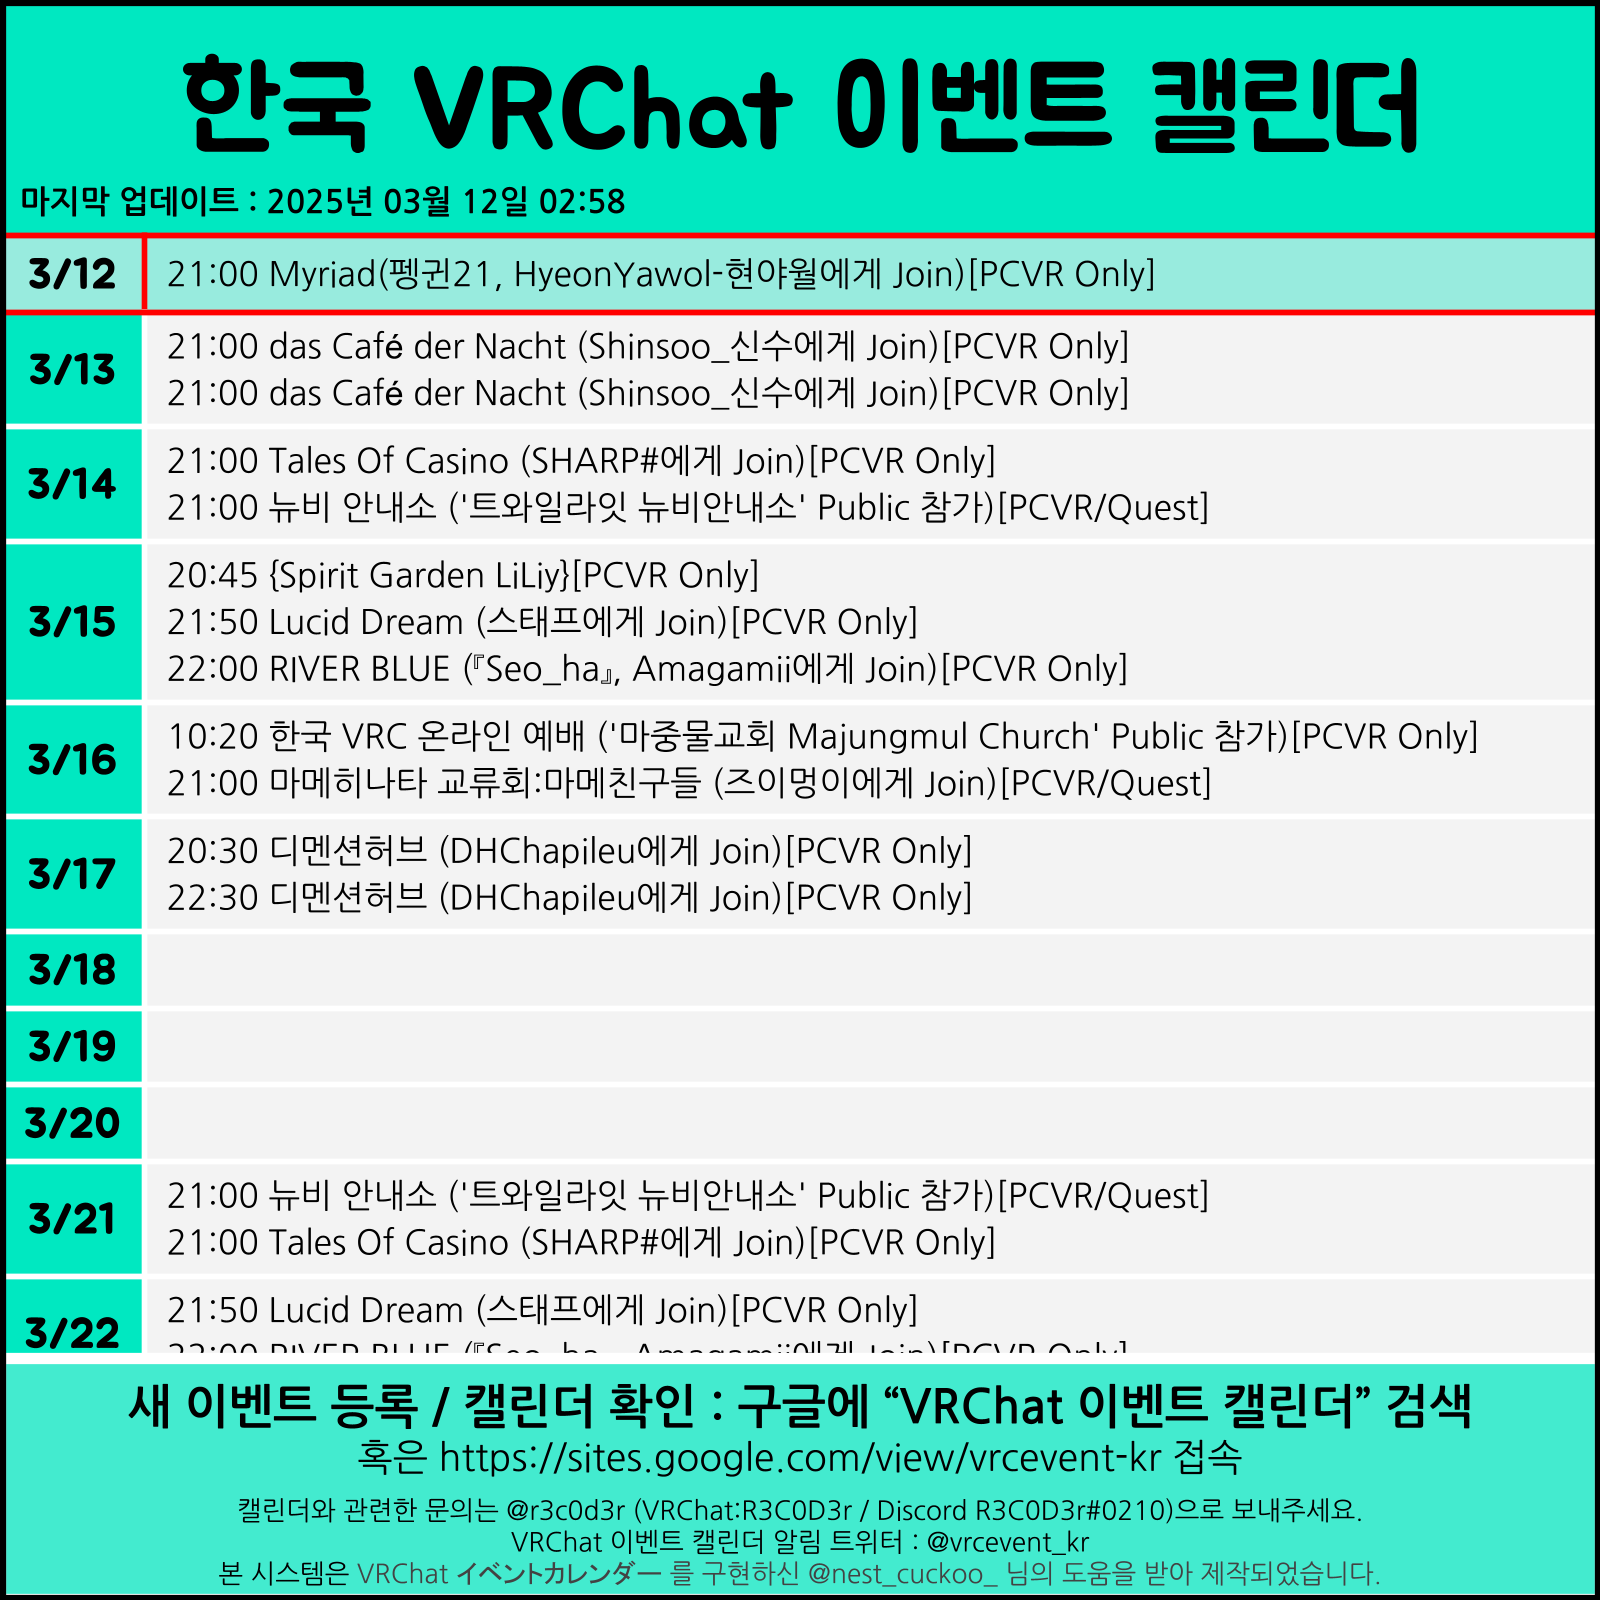 한국 VRChat 이벤트 캘린더
마지막 업데이트 : 2025년 03월 12일 02:58
3/12
21:00 Myriad(펭귄21, HyeonYawol-현야월에게 Join)[PCVR Only]
3/13
21:00 das Café der Nacht (Shinsoo_신수에게 Join)[PCVR Only]
21:00 das Café der Nacht (Shinsoo_신수에게 Join)[PCVR Only]
3/14
21:00 Tales Of Casino (SHARP#에게 Join)[PCVR Only]
21:00 뉴비 안내소 ('트와일라잇 뉴비안내소' Public 참가)[PCVR/Quest]
3/15
20:45 {Spirit Garden LiLiy}[PCVR Only]
21:50 Lucid Dream (스태프에게 Join)[PCVR Only]
22:00 RIVER BLUE (『Seo_ha』, Amagamii에게 Join)[PCVR Only]
3/16
10:20 한국 VRC 온라인 예배 ('마중물교회 Majungmul Church' Public 참가)[PCVR Only]
21:00 마메히나타 교류회:마메친구들 (즈이멍이에게 Join)[PCVR/Quest]
3/17
20:30 디멘션허브 (DHChapileu에게 Join)[PCVR Only]
22:30 디멘션허브 (DHChapileu에게 Join)[PCVR Only]
3/18
3/19
3/20
3/21
21:00 뉴비 안내소 ('트와일라잇 뉴비안내소' Public 참가)[PCVR/Quest]
21:00 Tales Of Casino (SHARP#에게 Join)[PCVR Only]
3/22
21:50 Lucid Dream (스태프에게 Join)[PCVR Only]
22:00 RIVER BLUE (『Seo_ha』, Amagamii에게 Join)[PCVR Only]
새 이벤트 등록 / 캘린더 확인 : 구글에 “VRChat 이벤트 캘린더” 검색
혹은 https://sites.google.com/view/vrcevent-kr 접속
캘린더와 관련한 문의는 @r3c0d3r (VRChat:R3C0D3r / Discord R3C0D3r#0210)으로 보내주세요.
VRChat 이벤트 캘린더 알림 트위터 : @vrcevent_kr
본 시스템은 VRChat イベントカレンダー 를 구현하신 @nest_cuckoo_ 님의 도움을 받아 제작되었습니다.